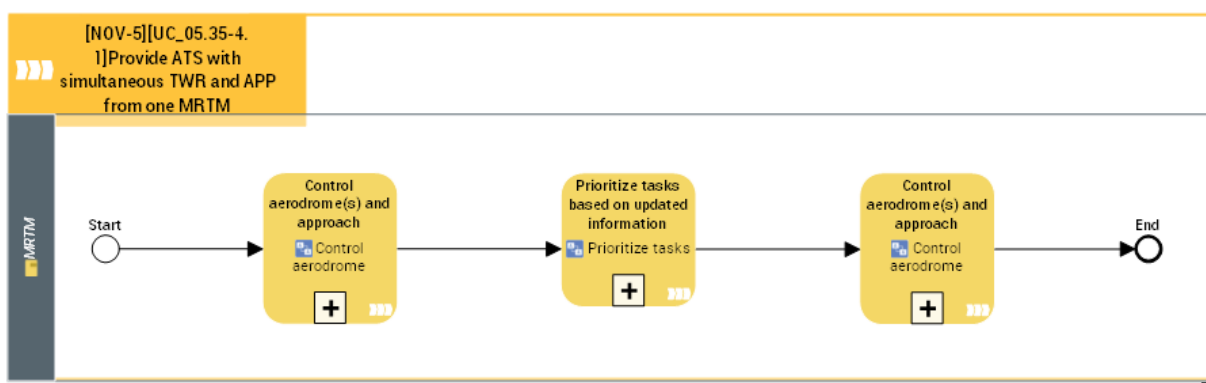 [NOV-5][UC_05.35-4.
1]Provide ATS with
simultaneous TWR and APP
from one MRTM
MRTM
Start
Control
aerodrome(s) and
approach
Control
aerodrome
Prioritize tasks
based on updated
information
Prioritize tasks
Control
aerodrome(s) and
approach
Control
aerodrome
End